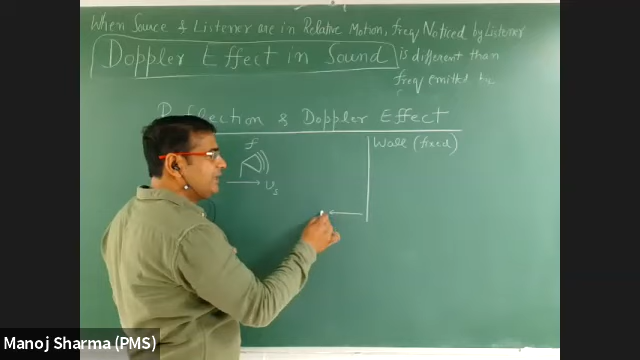 When Source & Listener are in Relative Motion, freq Noticed by Listener
Doppler Effect in Sound is different than
freq emitted by
Reflection & Doppler Effect
f
Wall (fixed)
Manoj Sharma (PMS)